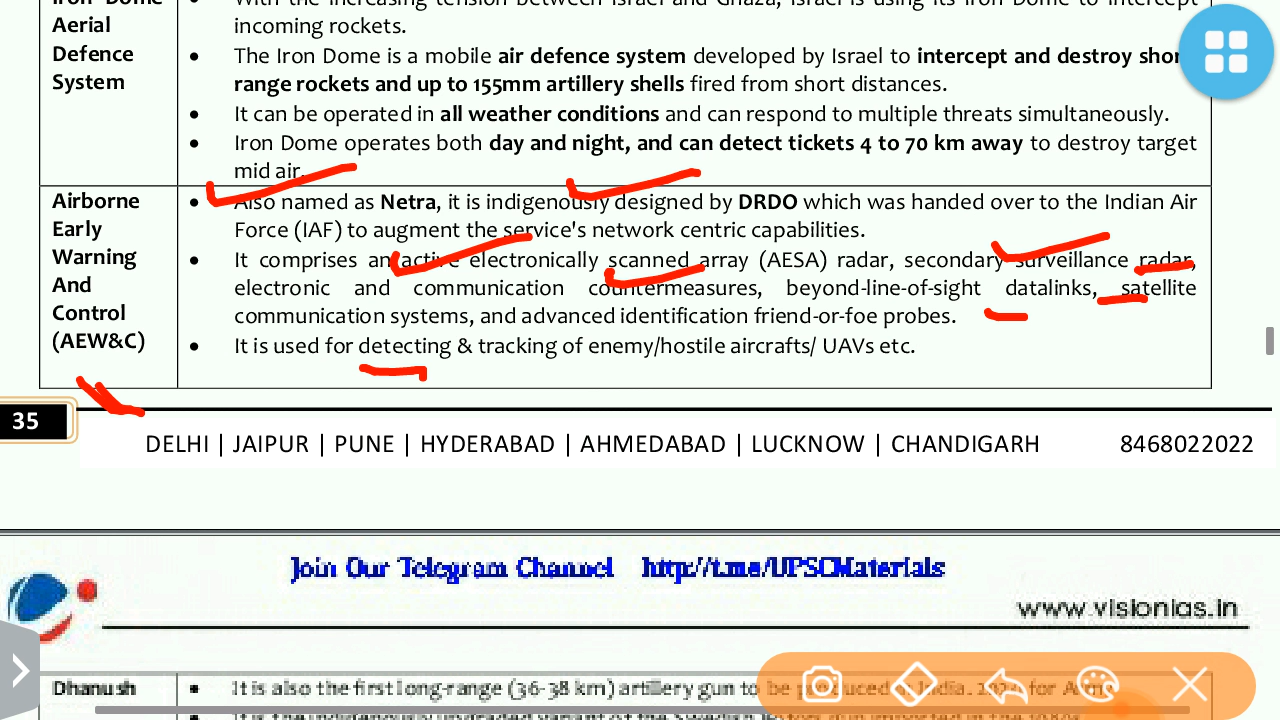 Iron Dome
Aerial
Defence
System
With the increasing tension between Israel and Ghaza, Israel is using its Iron Dome to intercept
incoming rockets.
• The Iron Dome is a mobile air defence system developed by Israel to intercept and destroy short
range rockets and up to 155mm artillery shells fired from short distances.
• It can be operated in all weather conditions and can respond to multiple threats simultaneously.
• Iron Dome operates both day and night, and can detect tickets 4 to 70 km away to destroy target
mid air.
Airborne
Early
Warning
And
Control
(AEW&C)
• Also named as Netra, it is indigenously designed by DRDO which was handed over to the Indian Air
Force (IAF) to augment the service's network centric capabilities.
• It comprises an active electronically scanned array (AESA) radar, secondary surveillance radar,
electronic and communication countermeasures, beyond-line-of-sight datalinks, satellite
communication systems, and advanced identification friend-or-foe probes.
• It is used for detecting & tracking of enemy/hostile aircrafts/ UAVs etc.
35
DELHI | JAIPUR | PUNE | HYDERABAD | AHMEDABAD | LUCKNOW | CHANDIGARH 8468022022
Join Our Telegram Channel http://t.me/UPSCMaterials
www.visionias.in
Dhanush
• It is also the first long-range (36-38 km) artillery gun to be produced in India. for